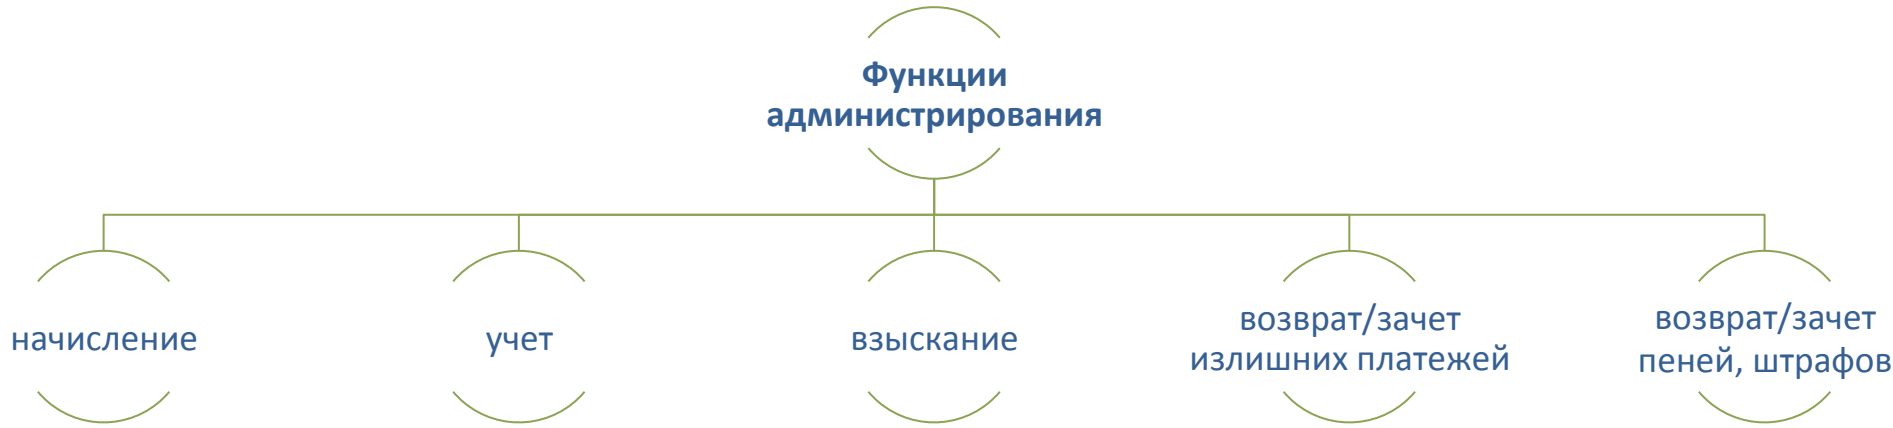 Функции
администрирования
начисление
учет
взыскание
возврат/зачет
излишних платежей
возврат/зачет
пеней, штрафов